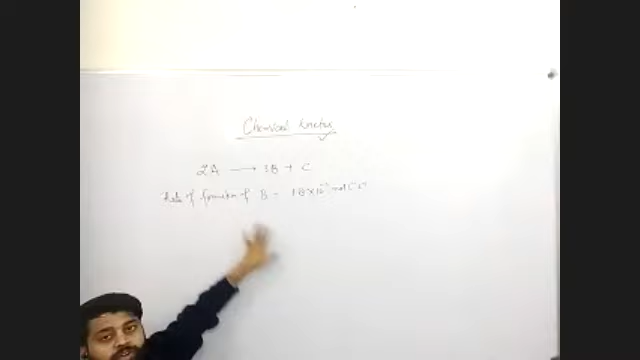 Chemical Kinetics
2A ⟶ 3B + C
Rate of formation of B =